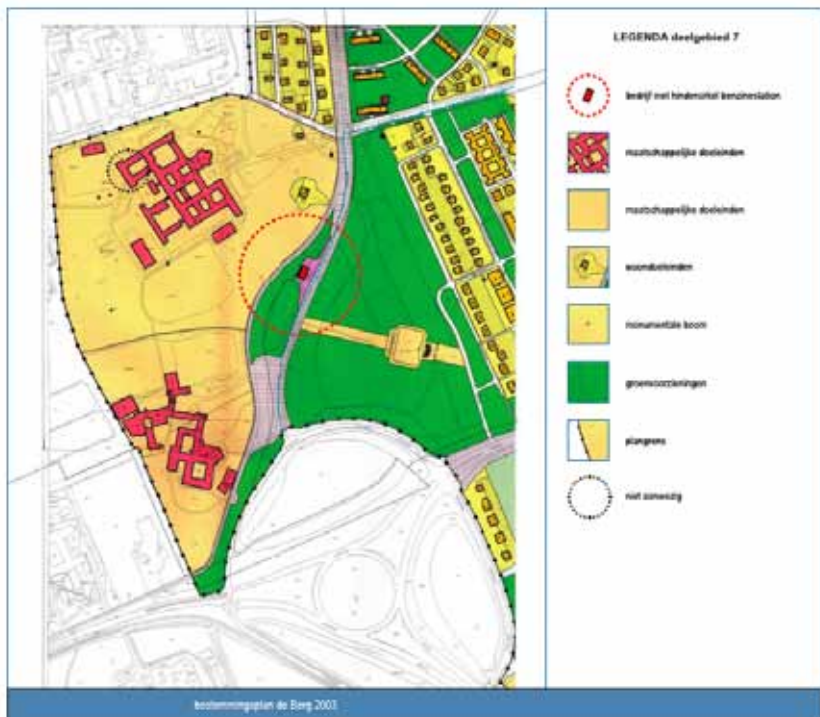 LEGENDA deelgebied 7
bedrijf met hindercirkel benzinestation
maatschappelijke doeleinden
maatschappelijke doeleinden
woondoeleinden
monumentale boom
groenvoorzieningen
plangrens
niet aanwezig
bestemmingsplan de Berg 2003